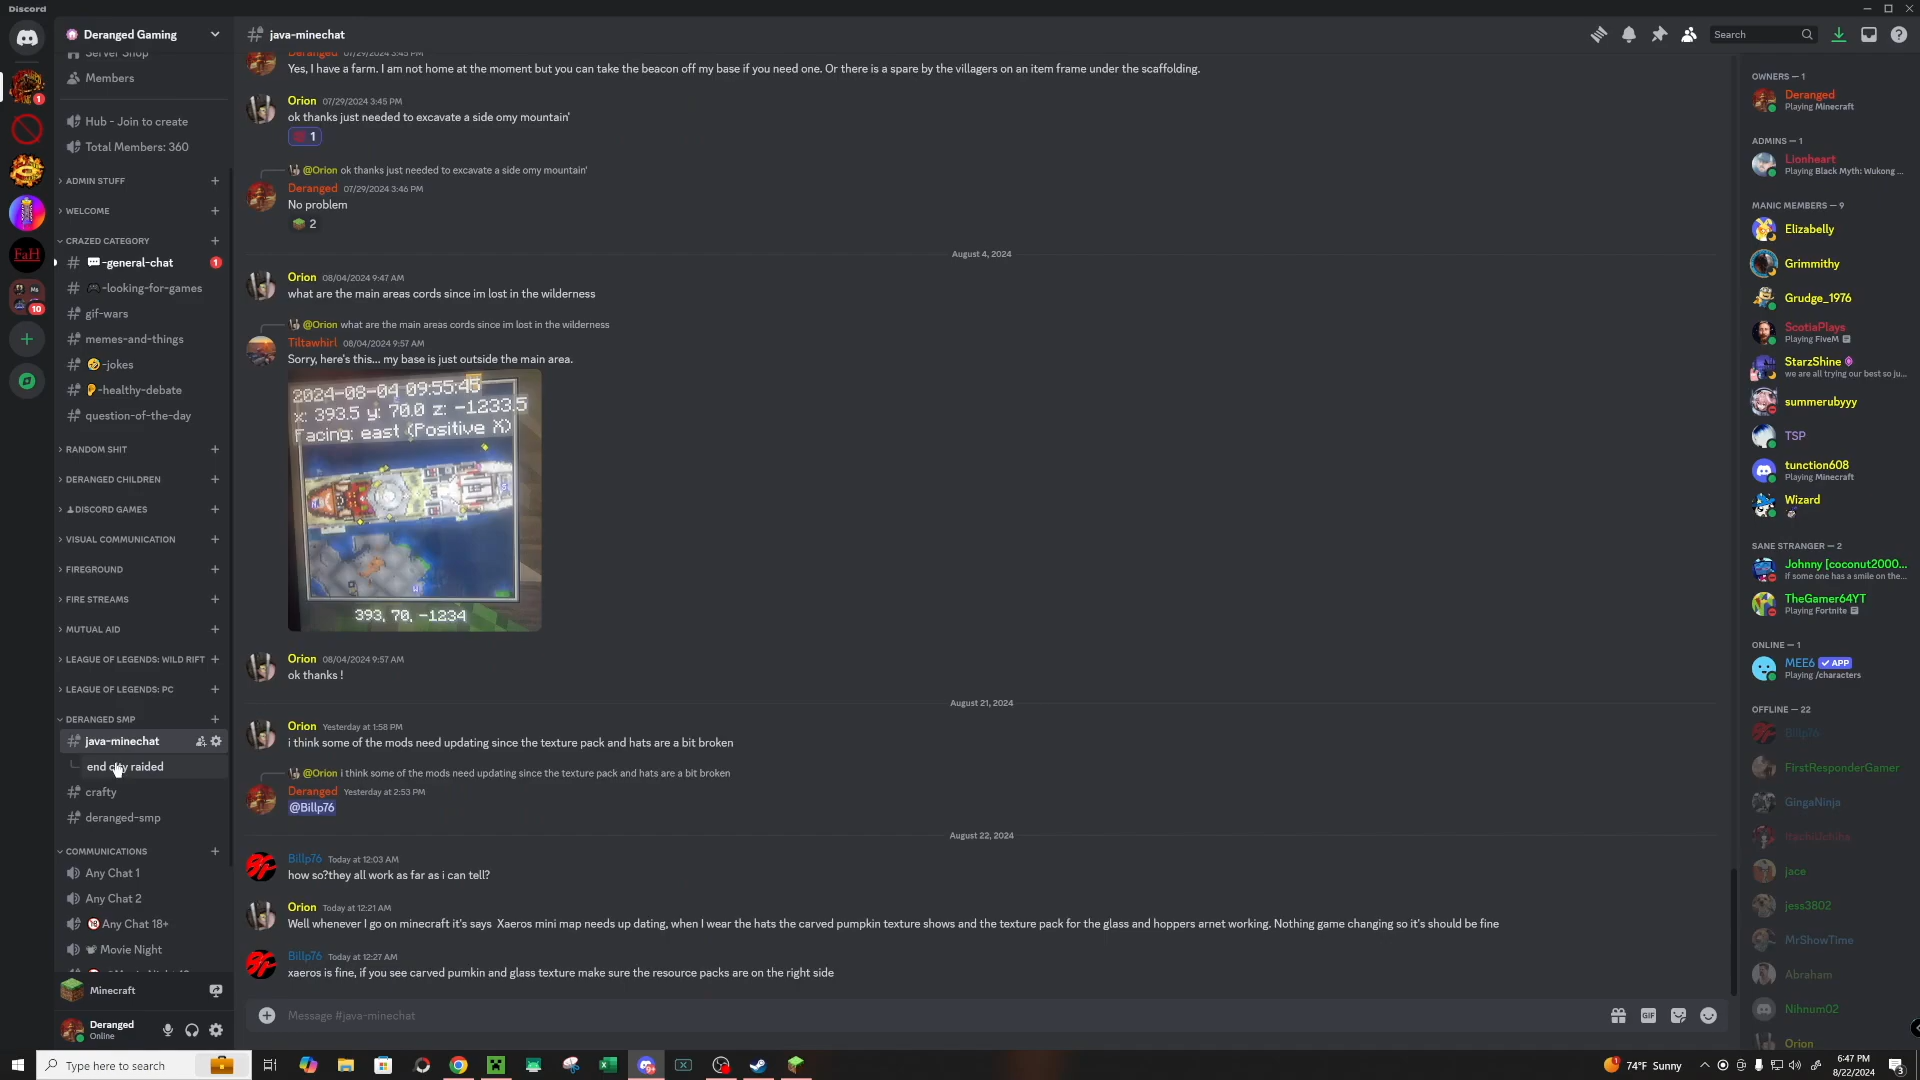 Discord
Deranged Gaming
Server Shop
Members
Hub - Join to create
Total Members: 360
ADMIN STUFF
WELCOME
CRAZED CATEGORY
-general-chat
1
-looking-for-games
gif-wars
memes-and-things
-jokes
-healthy-debate
question-of-the-day
RANDOM SHIT
DERANGED CHILDREN
DISCORD GAMES
VISUAL COMMUNICATION
FIREGROUND
FIRE STREAMS
MUTUAL AID
LEAGUE OF LEGENDS: WILD RIFT
LEAGUE OF LEGENDS: PC
DERANGED SMP
java-minechat
end city raided
crafty
deranged-smp
COMMUNICATIONS
Any Chat 1
Any Chat 2
Any Chat 18+
Movie Night
Minecraft
Deranged
Online
1
FaH
10
java-minechat
Search
Deranged 07/29/2024 3:45 PM
Yes, I have a farm. I am not home at the moment but you can take the beacon off my base if you need one. Or there is a spare by the villagers on an item frame under the scaffolding.
Orion 07/29/2024 3:45 PM
ok thanks just needed to excavate a side omy mountain'
1
@Orion ok thanks just needed to excavate a side omy mountain'
Deranged 07/29/2024 3:46 PM
No problem
2
August 4, 2024
Orion 08/04/2024 9:47 AM
what are the main areas cords since im lost in the wilderness
@Orion what are the main areas cords since im lost in the wilderness
Tiltawhirl 08/04/2024 9:57 AM
Sorry, here's this... my base is just outside the main area.
2024-08-04 09:55:45
x: 393.5 y: 70.0 z: -1233.5
Facing: east (Positive X)
393, 70, -1234
Orion 08/04/2024 9:57 AM
ok thanks !
August 21, 2024
Orion Yesterday at 1:58 PM
i think some of the mods need updating since the texture pack and hats are a bit broken
@Orion i think some of the mods need updating since the texture pack and hats are a bit broken
Deranged Yesterday at 2:53 PM
@Billp76
August 22, 2024
Billp76 Today at 12:03 AM
how so?they all work as far as i can tell?
Orion Today at 12:21 AM
Well whenever I go on minecraft it's says Xaeros mini map needs up dating, when I wear the hats the carved pumpkin texture shows and the texture pack for the glass and hoppers arnet working. Nothing game changing so it's should be fine
Billp76 Today at 12:27 AM
xaeros is fine, if you see carved pumkin and glass texture make sure the resource packs are on the right side
Message #java-minechat
GIF
OWNERS — 1
Deranged
Playing Minecraft
ADMINS — 1
Lionheart
Playing Black Myth: Wukong ...
MANIC MEMBERS — 9
Elizabelly
Grimmithy
Grudge_1976
ScotiaPlays
Playing FiveM
StarzShine
we are all trying our best so ju...
summerubyyy
TSP
tunction608
Playing Minecraft
Wizard
SANE STRANGER — 2
Johnny [coconut2000...
if some one has a smile on the...
TheGamer64YT
Playing Fortnite
ONLINE — 1
MEE6 ✓ APP
Playing /characters
OFFLINE — 22
Billp76
FirstResponderGamer
GingaNinja
ItachiUchiha
jace
jess3802
MrShowTime
Abraham
Nihnum02
Orion
Type here to search
74°F Sunny
6:47 PM
8/22/2024
3